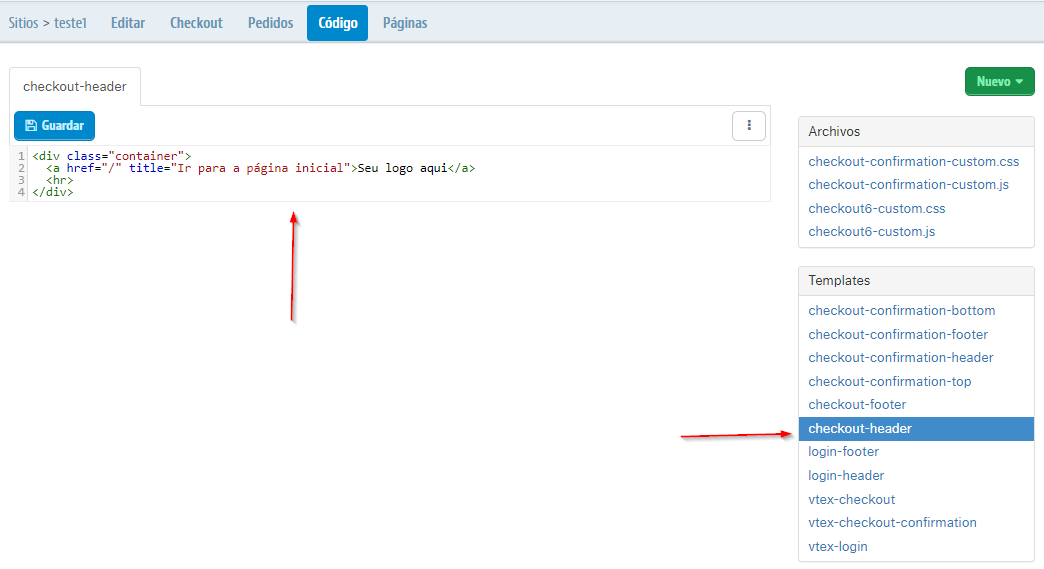 Sitios > teste1 Editar Checkout Pedidos Código Páginas
checkout-header
Guardar
1 <div class="container">
2 <a href="/" title="Ir para a página inicial">Seu logo aqui</a>
3 <hr>
4 </div>
Nuevo
Archivos
checkout-confirmation-custom.css
checkout-confirmation-custom.js
checkout6-custom.css
checkout6-custom.js
Templates
checkout-confirmation-bottom
checkout-confirmation-footer
checkout-confirmation-header
checkout-confirmation-top
checkout-footer
checkout-header
login-footer
login-header
vtex-checkout
vtex-checkout-confirmation
vtex-login